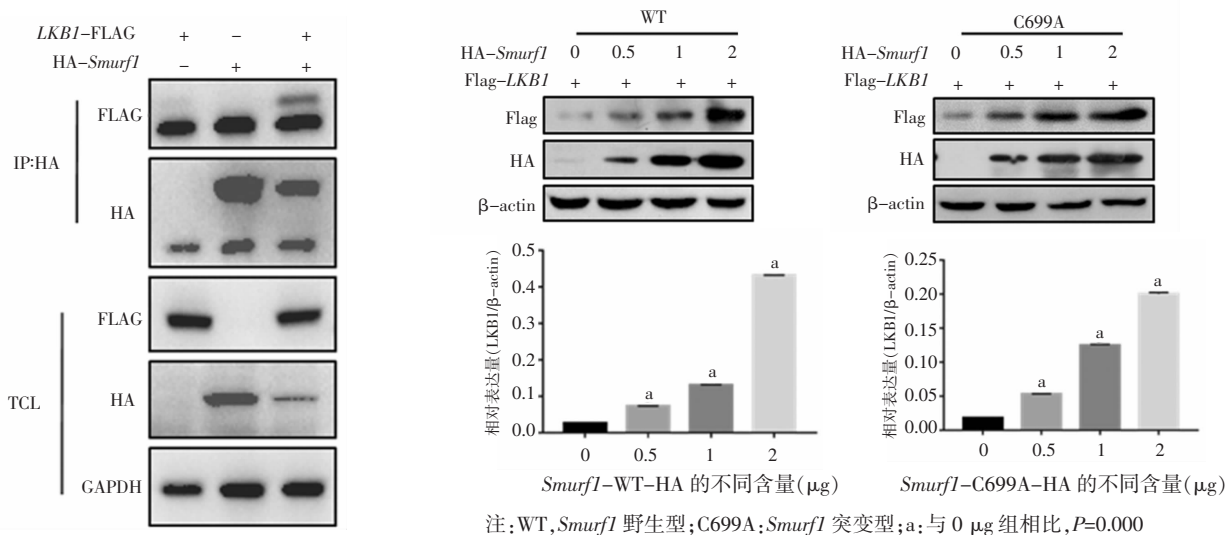 LKB1-FLAG + – +
HA-Smurf1 – + +
IP:HA
FLAG
HA
TCL
FLAG
HA
GAPDH
WT
HA-Smurf1 0 0.5 1 2
Flag-LKB1 + + + +
Flag
HA
β-actin
相对表达量(LKB1/β-actin)
0.5
0.4
0.3
0.2
0.1
0.0
a a a
0 0.5 1 2
Smurf1-WT-HA 的不同含量(μg)
C699A
HA-Smurf1 0 0.5 1 2
Flag-LKB1 + + + +
Flag
HA
β-actin
相对表达量(LKB1/β-actin)
0.25
0.20
0.15
0.10
0.05
0.00
a a a
0 0.5 1 2
Smurf1-C699A-HA 的不同含量(μg)
注:WT,Smurf1 野生型;C699A:Smurf1 突变型;a:与 0 μg 组相比,P=0.000